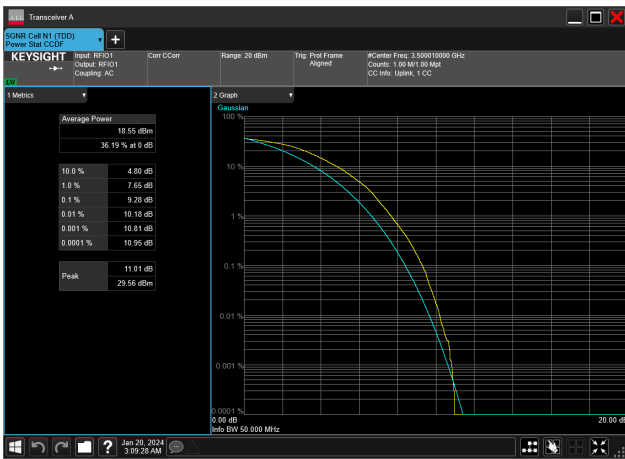 Transceiver A
5GNR Cell N1 (TDD)
Power Stat CCDF
KEYSIGHT
LXI
Input: RFIO1
Output: RFIO1
Coupling: AC
Corr CCorr
Range: 20 dBm
Trig: Prot Frame
Aligned
#Center Freq: 3.500010000 GHz
Counts: 1.00 M/1.00 Mpt
CC Info: Uplink, 1 CC
1 Metrics
Average Power
18.55 dBm
36.19 % at 0 dB
10.0 % 4.80 dB
1.0 % 7.65 dB
0.1 % 9.28 dB
0.01 % 10.18 dB
0.001 % 10.81 dB
0.0001 % 10.95 dB
Peak
11.01 dB
29.56 dBm
2 Graph
Gaussian
100 %
10 %
1 %
0.1 %
0.01 %
0.001 %
0.0001 %
0.00 dB
20.00 dB
Info BW 50.000 MHz
Jan 20, 2024
3:09:28 AM